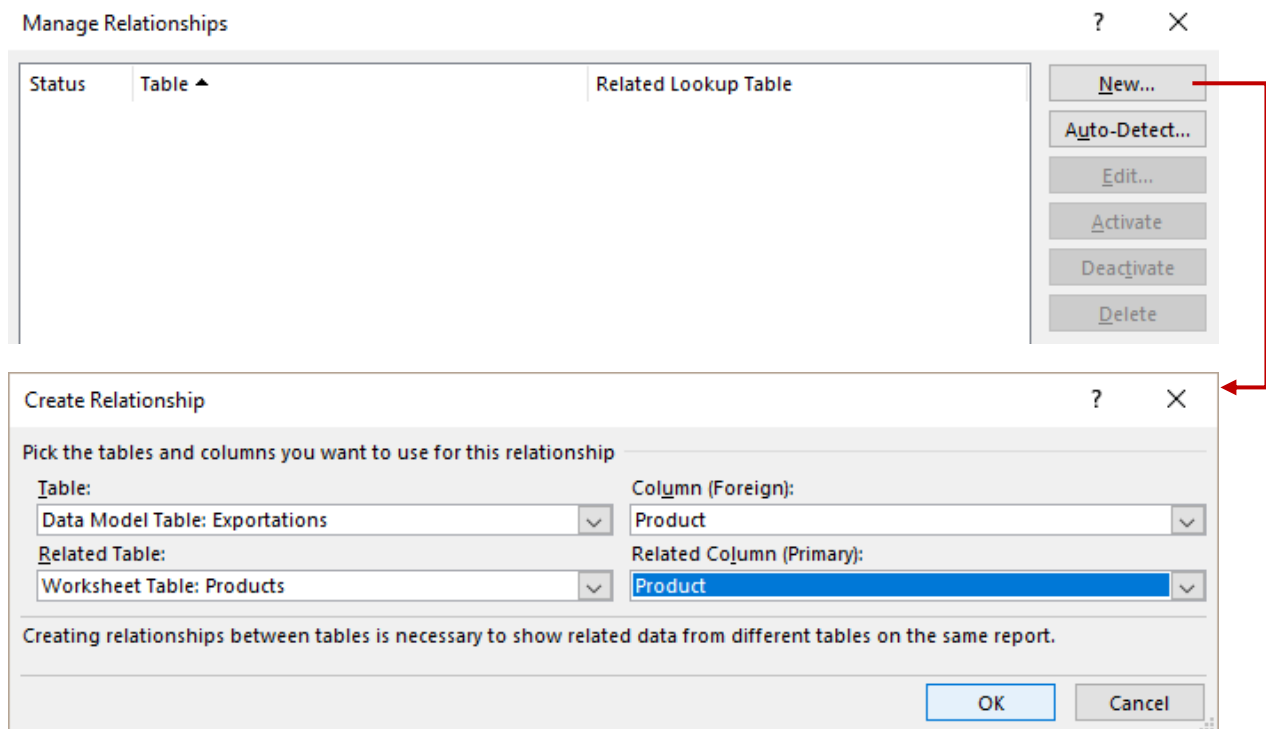 Manage Relationships ? ×
Status Table Related Lookup Table
New...
Auto-Detect...
Edit...
Activate
Deactivate
Delete
Create Relationship ? ×
Pick the tables and columns you want to use for this relationship
Table: Column (Foreign):
Data Model Table: Exportations Product
Related Table: Related Column (Primary):
Worksheet Table: Products Product
Creating relationships between tables is necessary to show related data from different tables on the same report.
OK Cancel